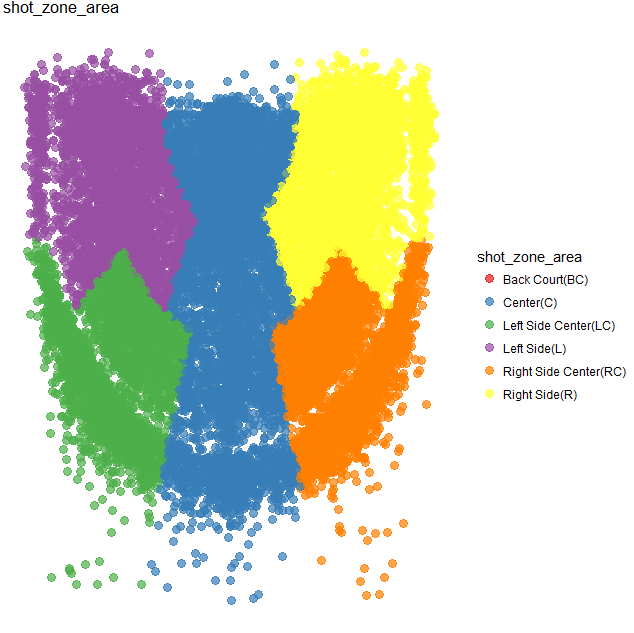 shot_zone_area
shot_zone_area
Back Court(BC)
Center(C)
Left Side Center(LC)
Left Side(L)
Right Side Center(RC)
Right Side(R)